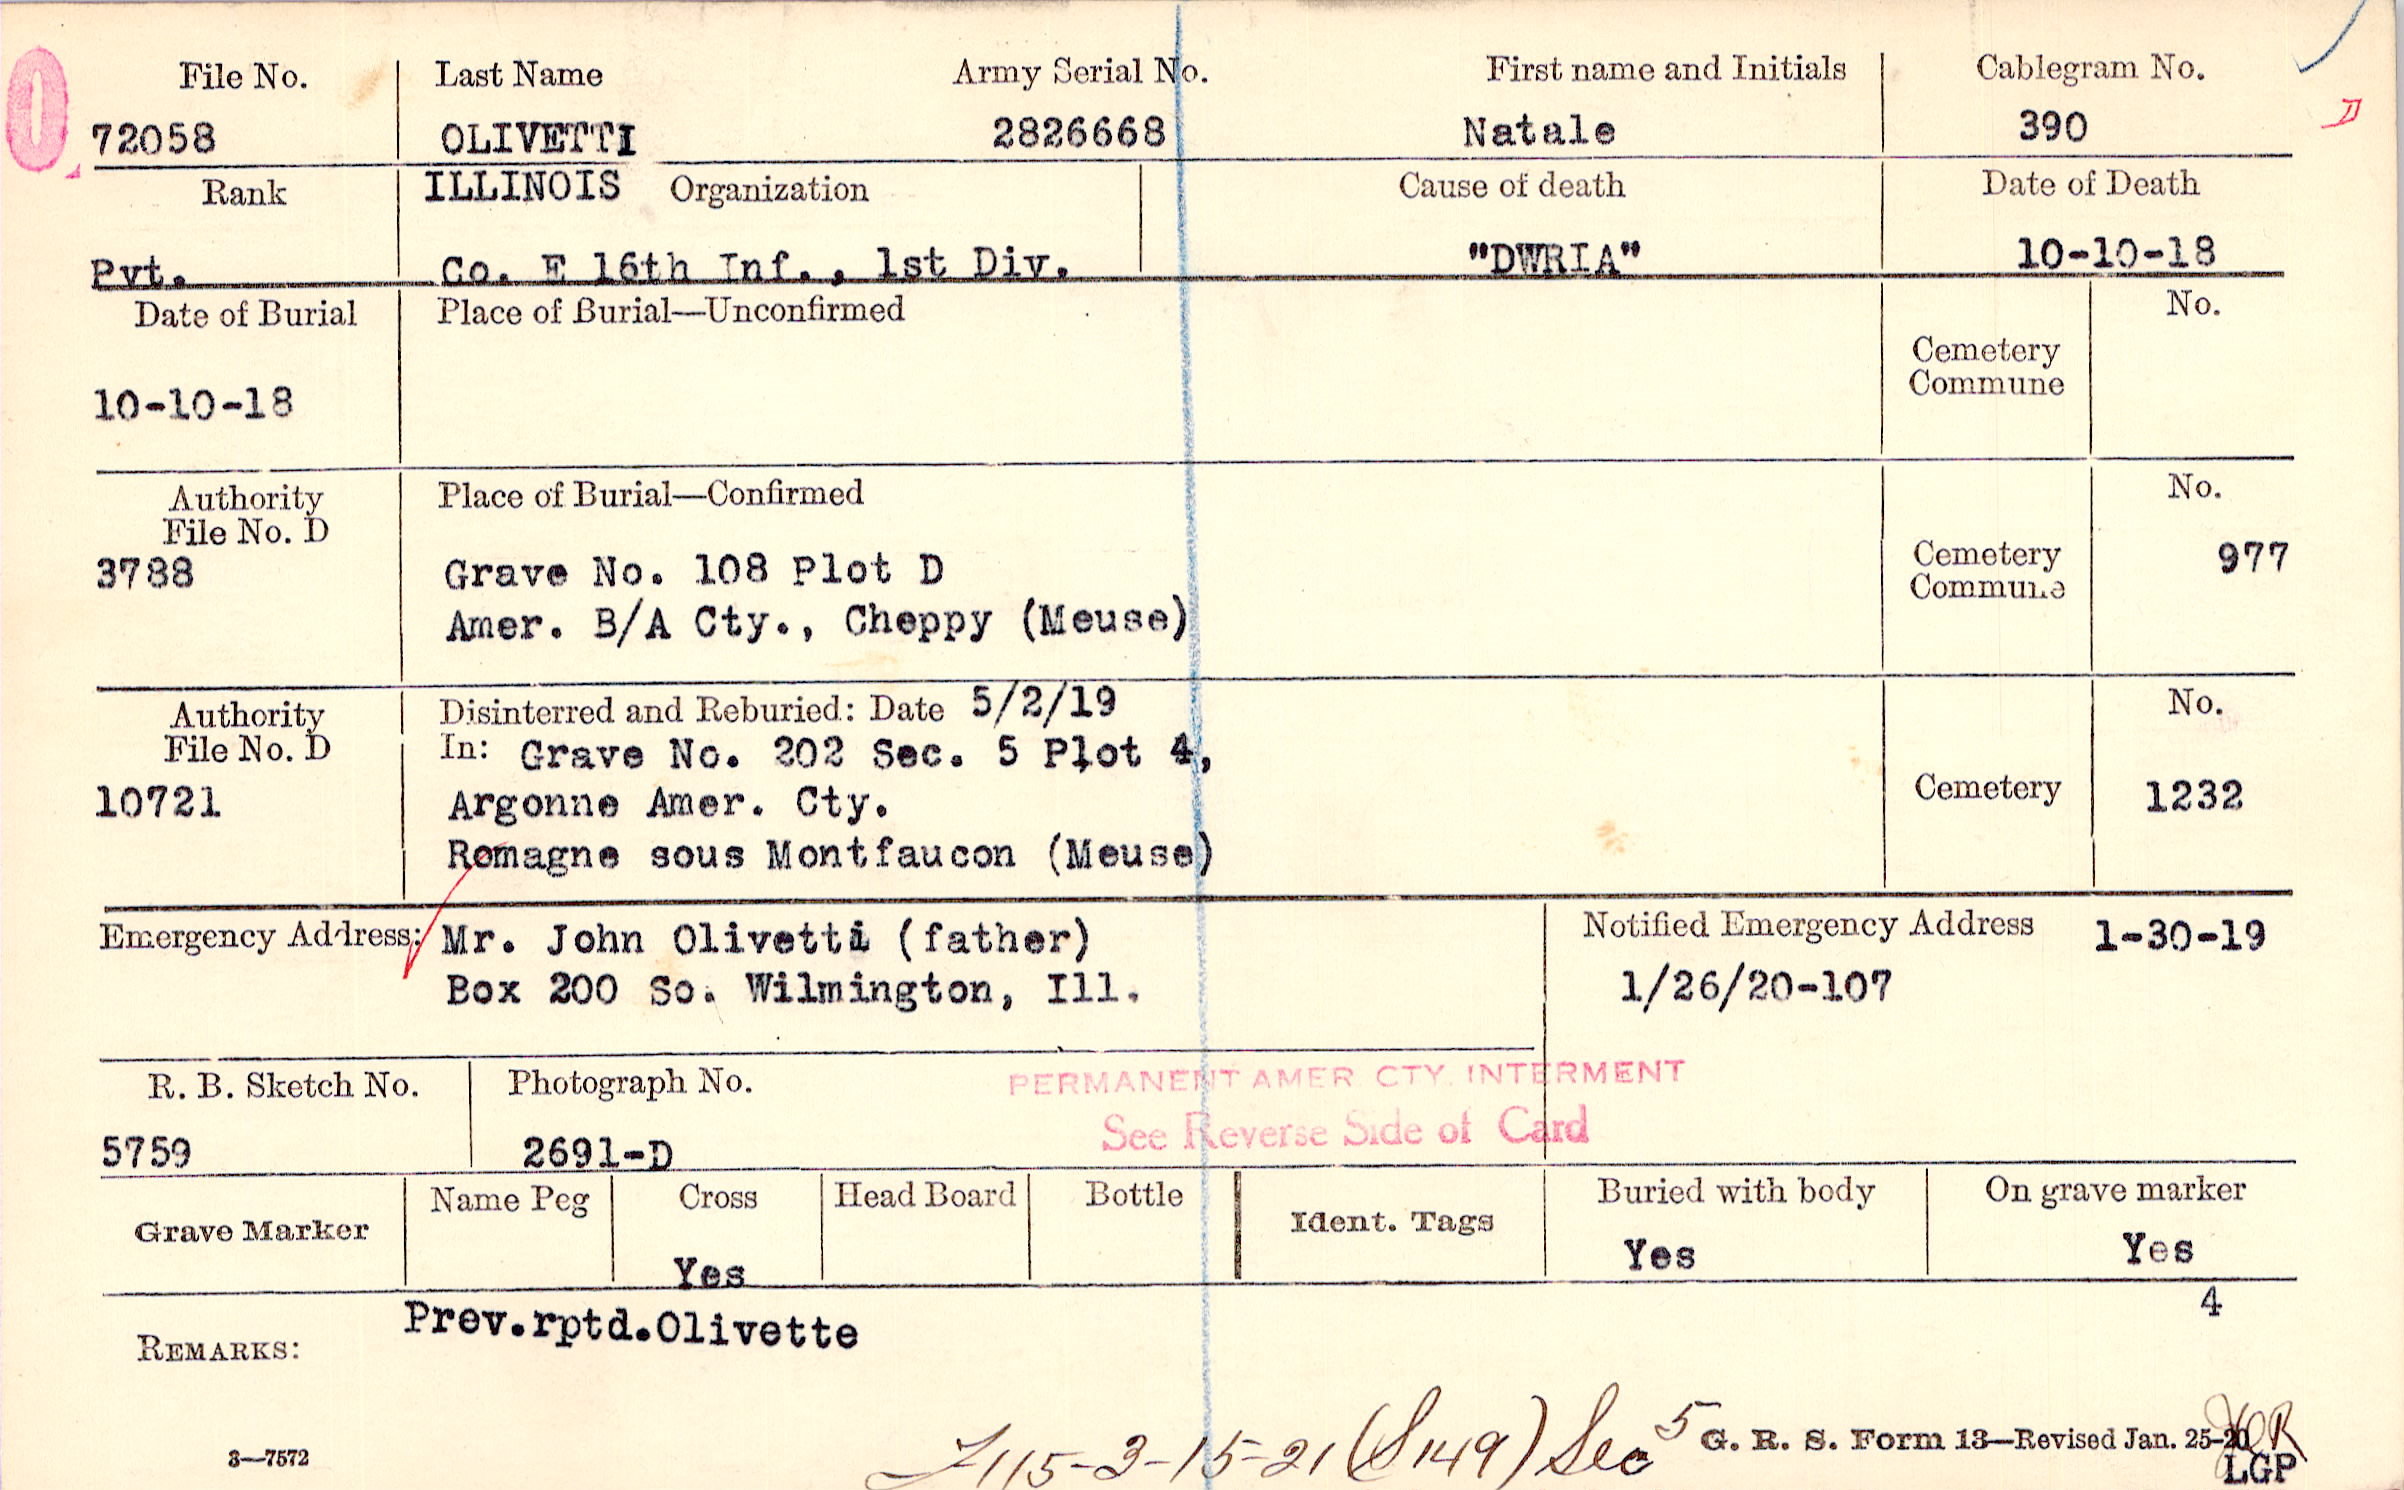 O
File No. Last Name Army Serial No. First name and Initials Cablegram No.
72058 OLIVETTI 2826668 Natale 390
D
Rank ILLINOIS Organization Cause of death Date of Death
Pvt. Co. E 16th Inf., 1st Div. "DWRIA" 10-10-18
Date of Burial Place of Burial—Unconfirmed No.
Cemetery
Commune
10-10-18
Authority Place of Burial—Confirmed No.
File No. D
3788 Grave No. 108 Plot D Cemetery 977
Commune
Amer. B/A Cty., Cheppy (Meuse)
Authority Disinterred and Reburied: Date 5/2/19 No.
File No. D In: Grave No. 202 Sec. 5 Plot 4,
10721 Argonne Amer. Cty. Cemetery 1232
Romagne sous Montfaucon (Meuse)
Emergency Address: Mr. John Olivetti (father) Notified Emergency Address 1-30-19
Box 200 So. Wilmington, Ill. 1/26/20-107
R. B. Sketch No. Photograph No. PERMANENT AMER CTY. INTERMENT
See Reverse Side of Card
5759 2691-D
Grave Marker Name Peg Cross Head Board Bottle Ident. Tags Buried with body On grave marker
Yes Yes Yes
4
REMARKS: Prev.rptd.Olivette
3—7572 115-3-15-21 (S149) Sec 5 G. R. S. Form 13—Revised Jan. 25-20
LGP